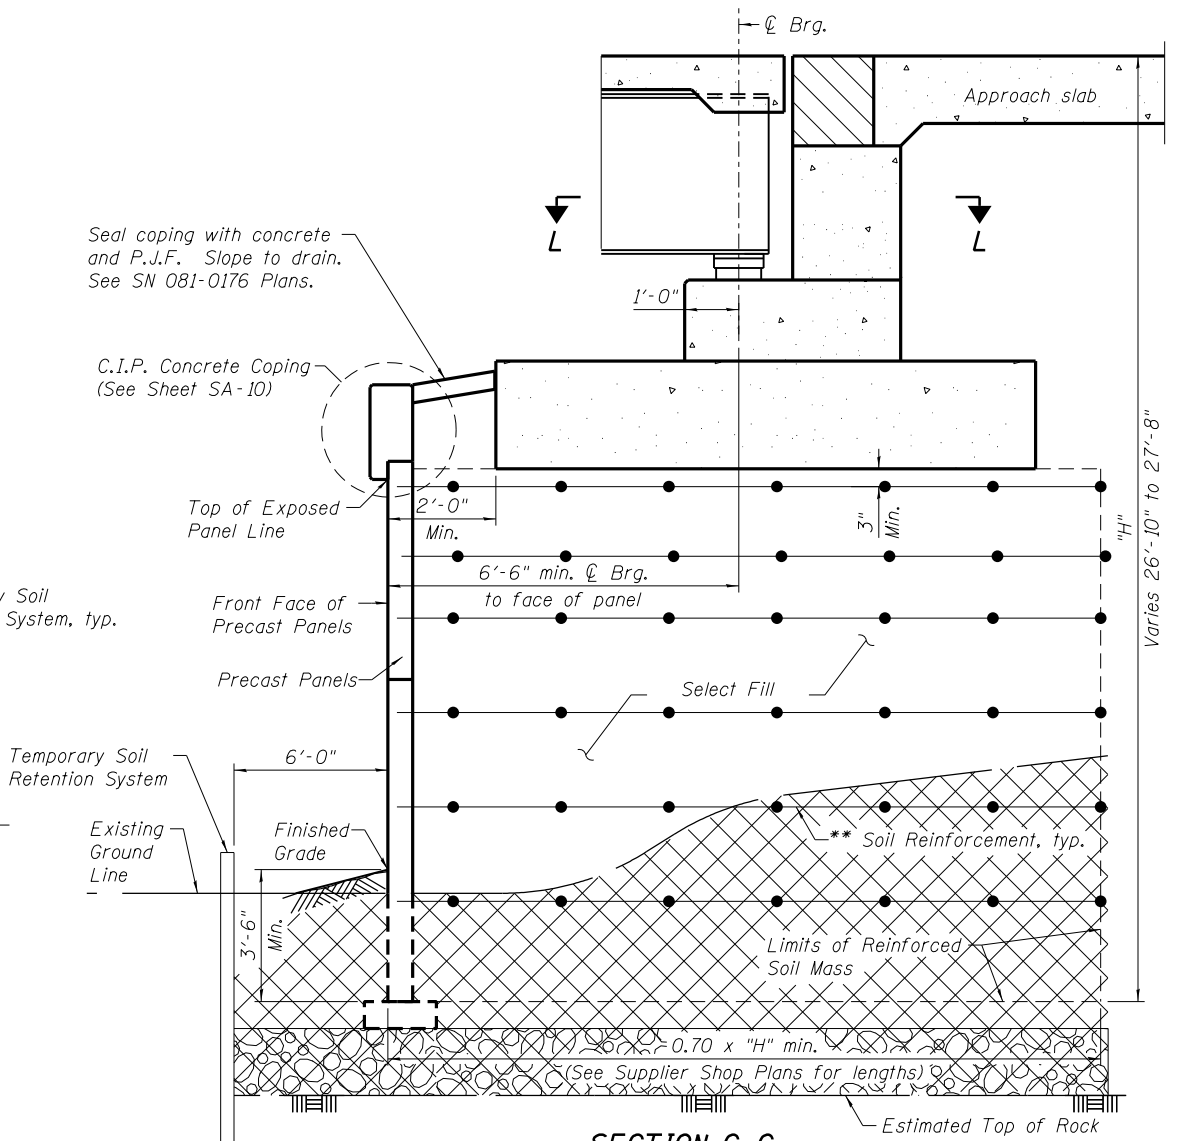 ℄ Brg.
Approach slab
L
L
Seal coping with concrete
and P.J.F. Slope to drain.
See SN 081-0176 Plans.
1'-0"
C.I.P. Concrete Coping
(See Sheet SA-10)
Top of Exposed
Panel Line
2'-0"
Min.
3"
Min.
"H"
Varies 26'-10" to 27'-8"
6'-6" min. ℄ Brg.
to face of panel
Soil
System, typ.
Front Face of
Precast Panels
Precast Panels
Select Fill
Temporary Soil
Retention System
6'-0"
Existing
Ground
Line
Finished
Grade
** Soil Reinforcement, typ.
3'-6"
Min.
Limits of Reinforced
Soil Mass
0.70 x "H" min.
(See Supplier Shop Plans for lengths)
Estimated Top of Rock